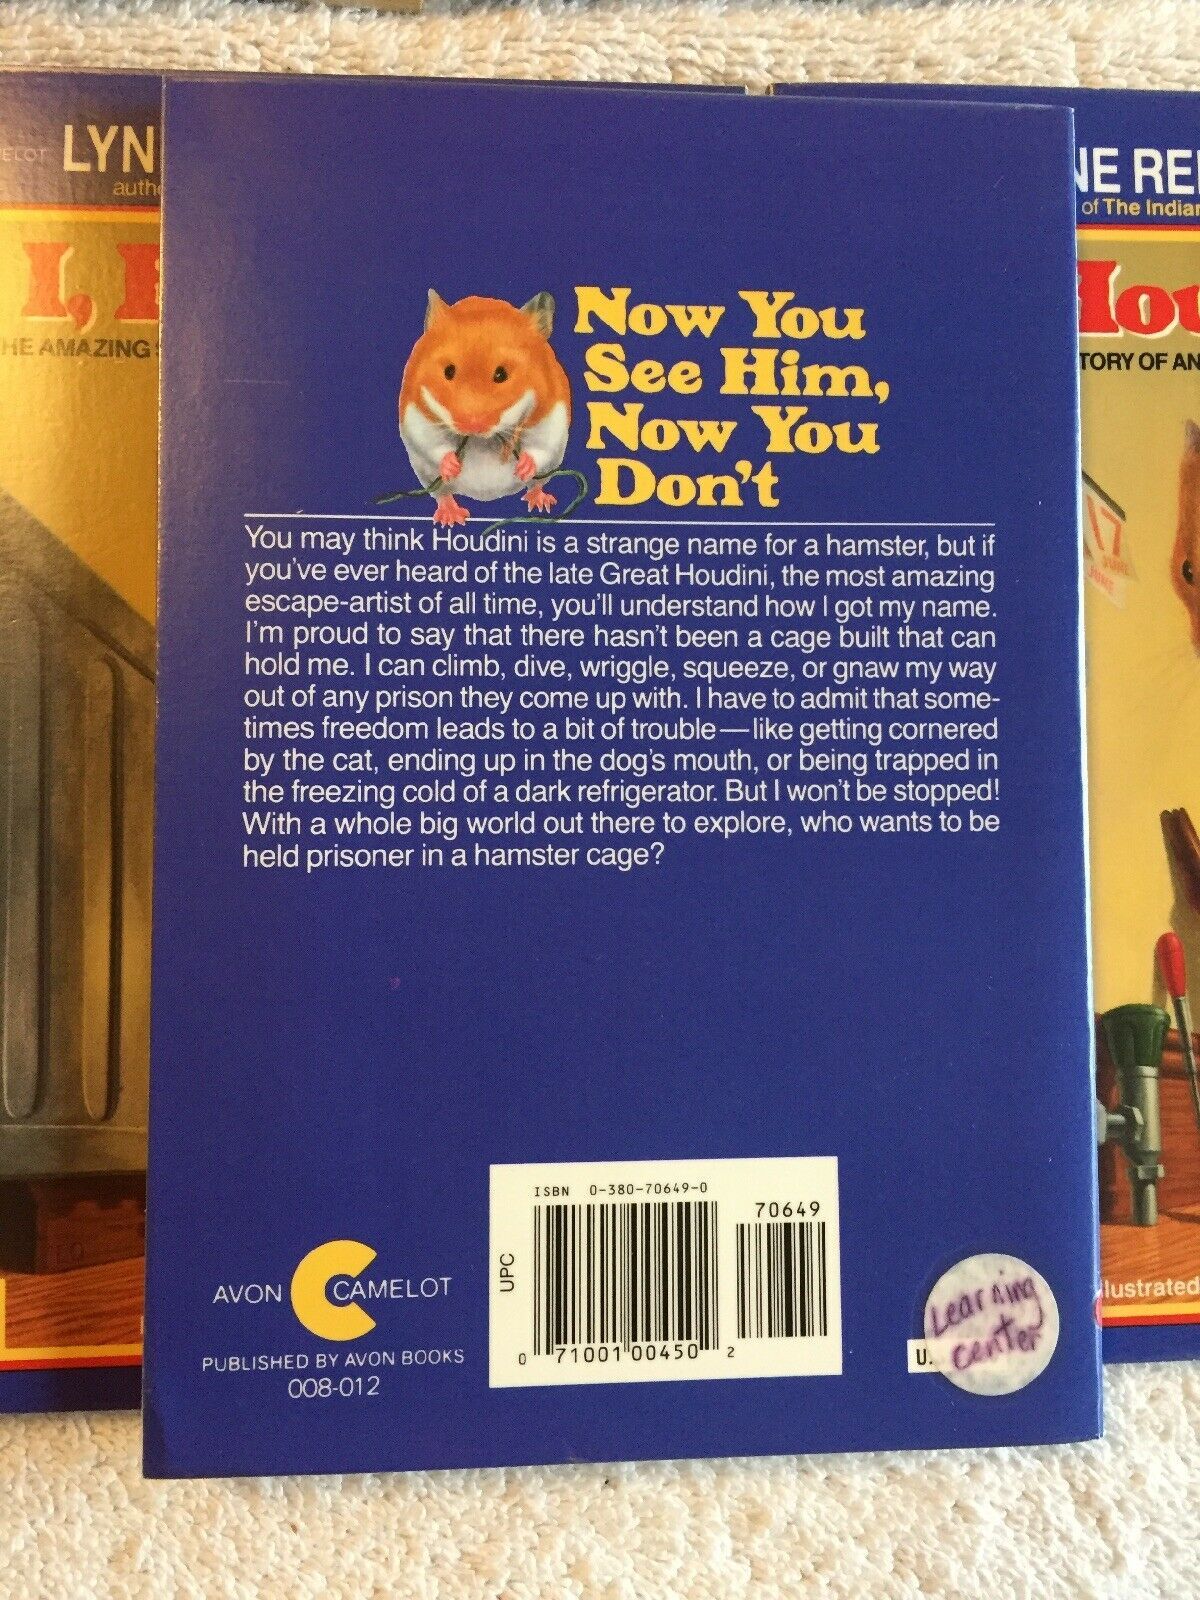 ELOT LYN
autho
I,
HE AMAZING
NE REI
of The Indian
Hou
TORY OF AN
17
JUNE
Now You
See Him,
Now You
Don't
You may think Houdini is a strange name for a hamster, but if
you've ever heard of the late Great Houdini, the most amazing
escape-artist of all time, you'll understand how I got my name.
I'm proud to say that there hasn't been a cage built that can
hold me. I can climb, dive, wriggle, squeeze, or gnaw my way
out of any prison they come up with. I have to admit that some-
times freedom leads to a bit of trouble—like getting cornered
by the cat, ending up in the dog's mouth, or being trapped in
the freezing cold of a dark refrigerator. But I won't be stopped!
With a whole big world out there to explore, who wants to be
held prisoner in a hamster cage?
ISBN 0-380-70649-0
70649
UPC
0 71001 00450 2
AVON CAMELOT
PUBLISHED BY AVON BOOKS
008-012
Learning
center
U.
lustrated